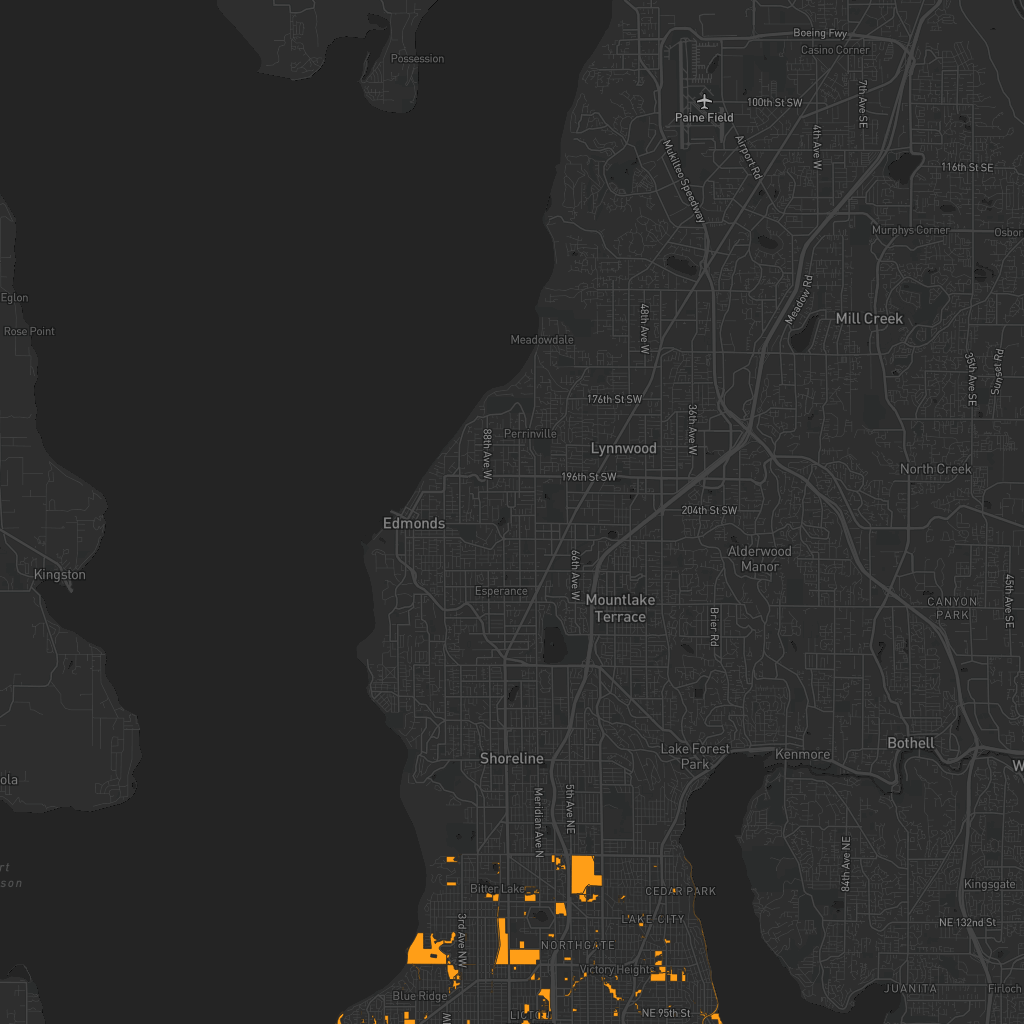 Boeing Fwy
Casino Corner
Possession
7th Ave SE
100th St SW
Paine Field
4th Ave W
Airport Rd
Mukilteo Speedway
116th St SE
Murphys Corner
Osbor
Eglon
Meadow Rd
48th Ave W
Mill Creek
Rose Point
Meadowdale
35th Ave SE
Sunset Rd
176th St SW
36th Ave W
88th Ave W
Perrinville
Lynnwood
North Creek
196th St SW
204th St SW
Edmonds
Alderwood
Manor
66th Ave W
Kingston
Esperance
45th Ave SE
Mountlake
Terrace
CANYON
PARK
Brier Rd
Bothell
Lake Forest
Park
Kenmore
Shoreline
W
ola
Meridian Ave N
5th Ave NE
84th Ave NE
rt
son
Bitter Lake
CEDAR PARK
Kingsgate
3rd Ave NW
LAKE CITY
NE 132nd St
NORTHGATE
Victory Heights
JUANITA
Firloch
Blue Ridge
NE 95th St